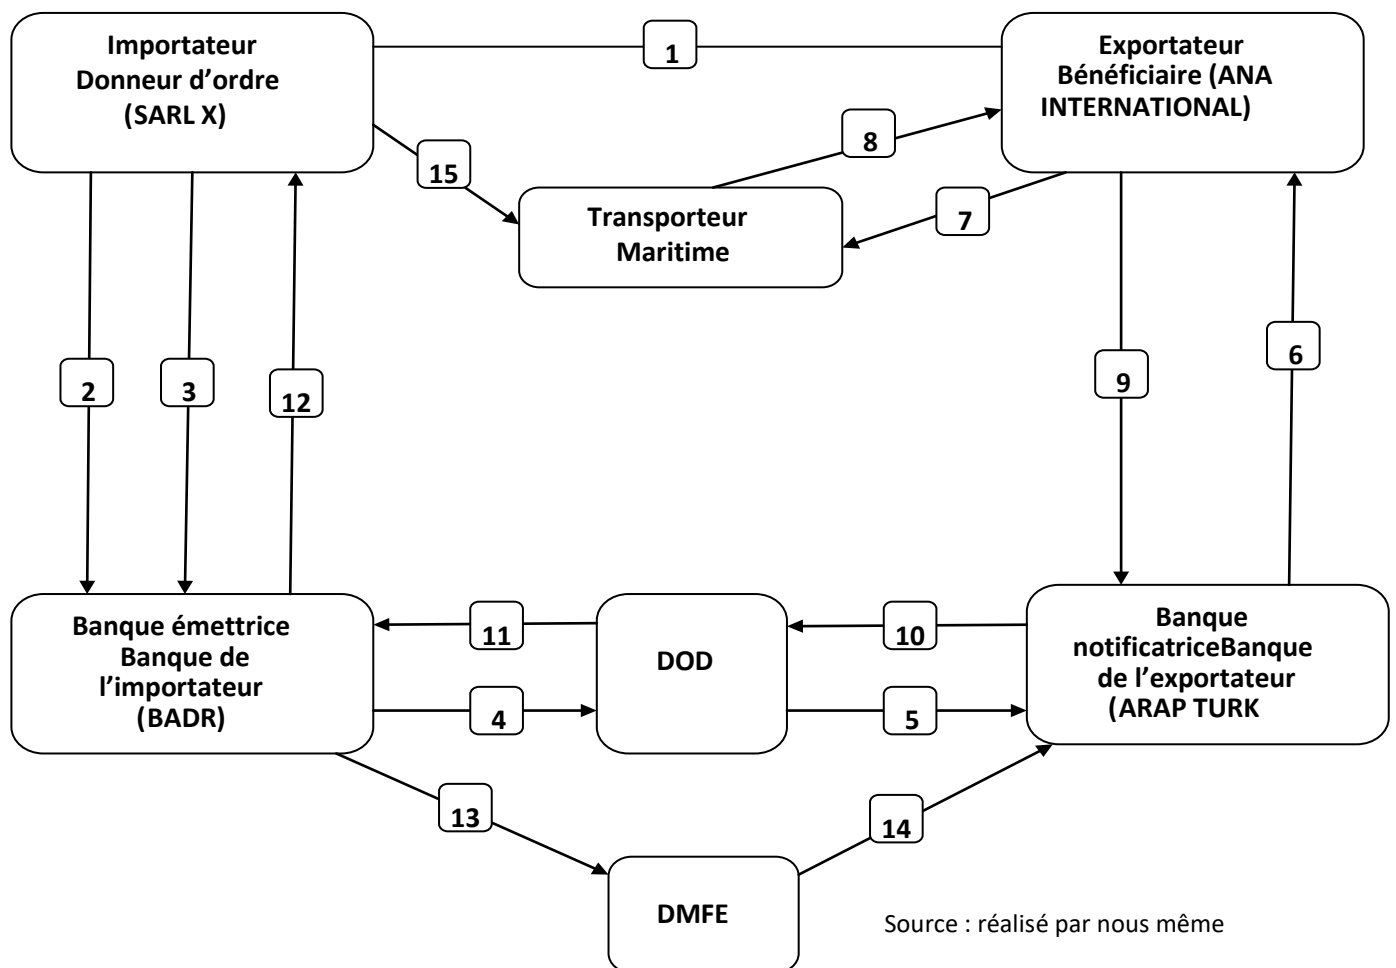 Importateur
Donneur d’ordre
(SARL X)
1
Exportateur
Bénéficiaire (ANA
INTERNATIONAL)
8
15
Transporteur
Maritime
7
2
3
12
9
6
Banque émettrice
Banque de
l’importateur
(BADR)
11
4
DOD
10
5
Banque
notificatriceBanque
de l’exportateur
(ARAP TURK
13
14
DMFE
Source : réalisé par nous même